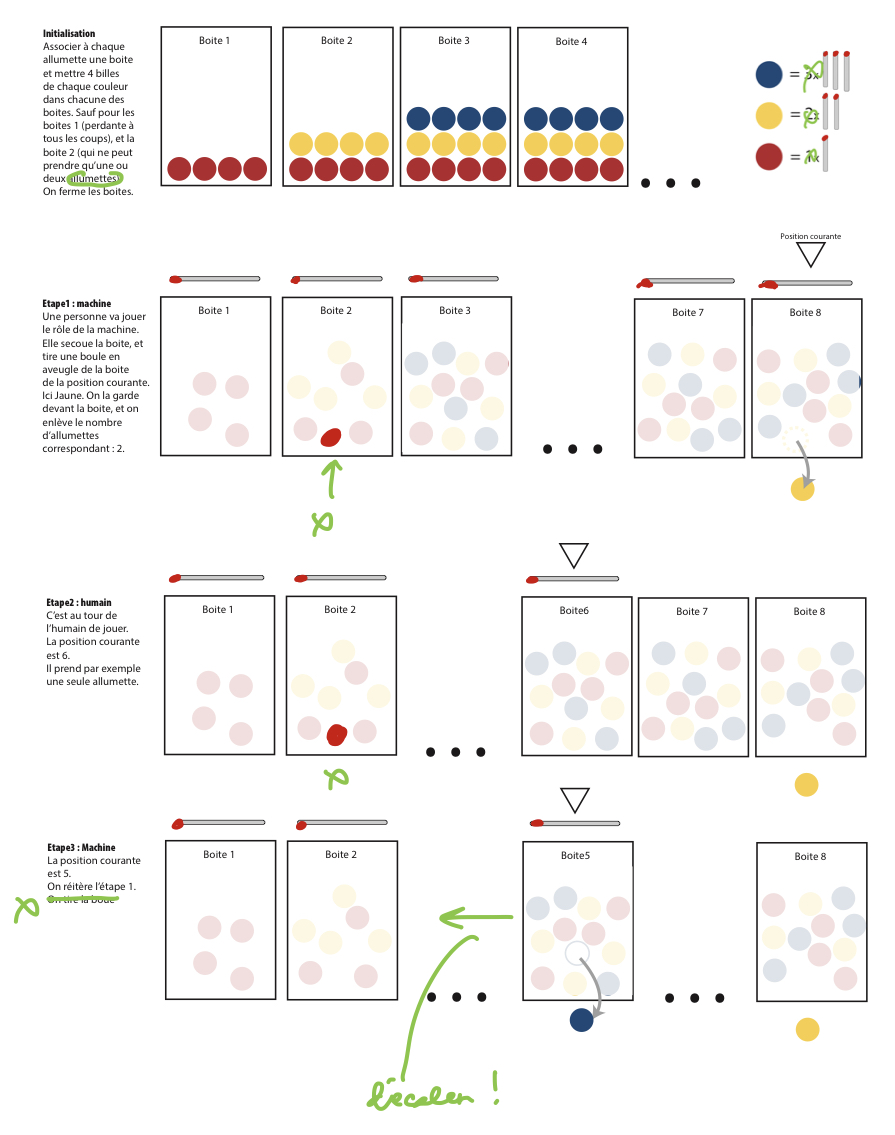 Initialisation
Associer à chaque
allumette une boite
et mettre 4 billes
de chaque couleur
dans chacune des
boites. Sauf pour les
boites 1 (perdante à
tous les coups), et la
boite 2 (qui ne peut
prendre qu'une ou
deux allumettes)
On ferme les boites.
Boite 1
Boite 2
Boite 3
Boite 4
= 3x
= 2x
= 1x
Position courante
Etape1 : machine
Une personne va jouer
le rôle de la machine.
Elle secoue la boite, et
tire une boule en
aveugle de la boite
de la position courante.
Ici Jaune. On la garde
devant la boite, et on
enlève le nombre
d'allumettes
correspondant : 2.
Boite 1
Boite 2
Boite 3
Boite 7
Boite 8
Etape2 : humain
C'est au tour de
l'humain de jouer.
La position courante
est 6.
Il prend par exemple
une seule allumette.
Boite 1
Boite 2
Boite6
Boite 7
Boite 8
Etape3 : Machine
La position courante
est 5.
On réitère l'étape 1.
On tire la boue
Boite 1
Boite 2
Boite5
Boite 8
Décaler !